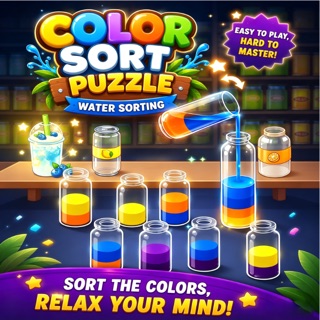 COLOR
SORT
PUZZLE
WATER SORTING
EASY TO PLAY,
HARD TO
MASTER!
SORT THE COLORS,
RELAX YOUR MIND!